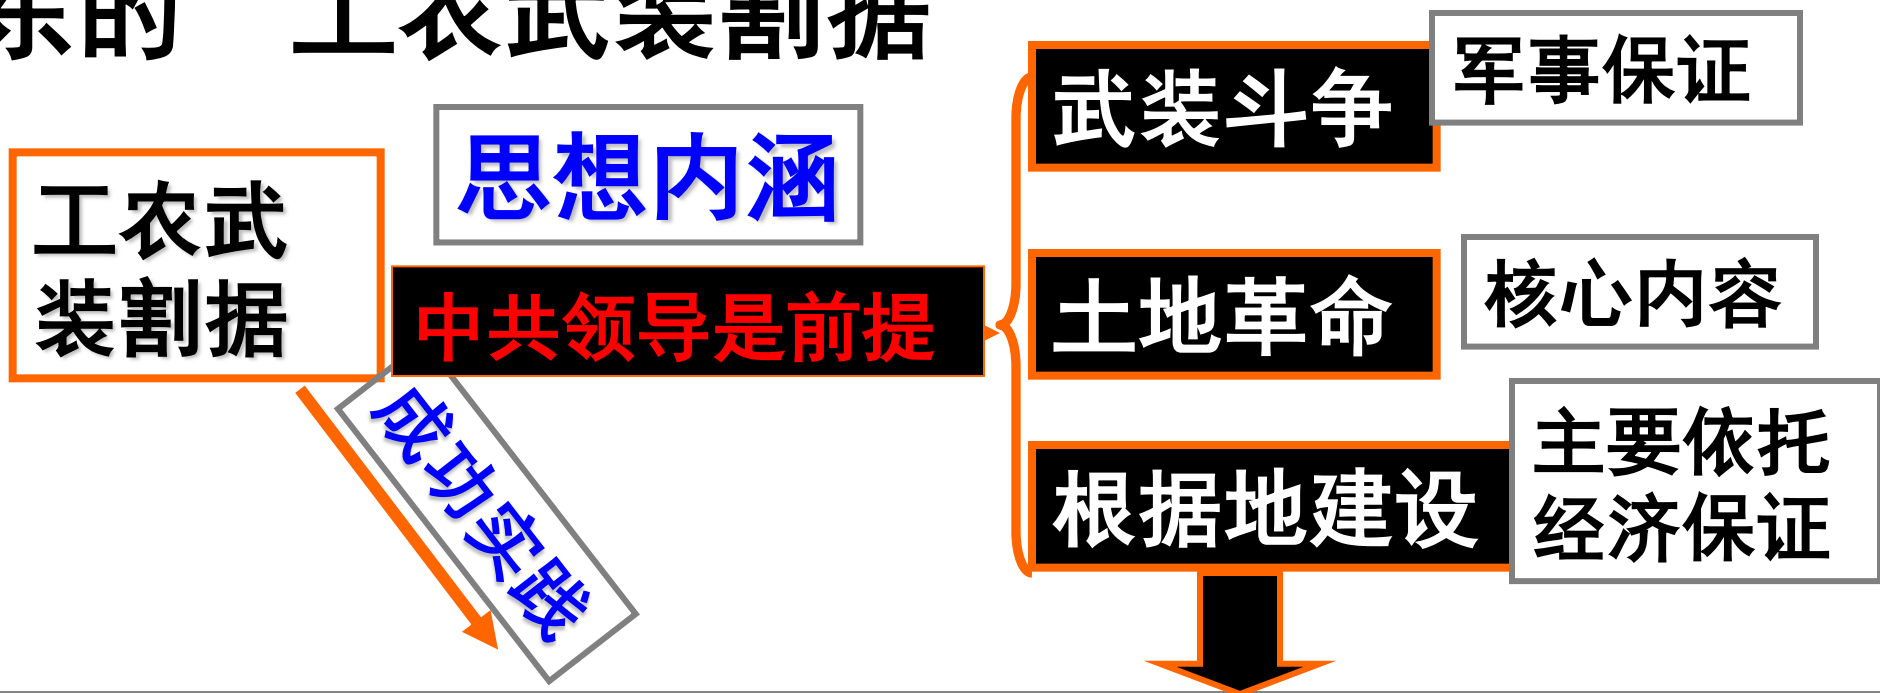 东的 工农武装割据
工农武
装割据
思想内涵
中共领导是前提
成功实践
武装斗争
军事保证
土地革命
核心内容
根据地建设
主要依托
经济保证